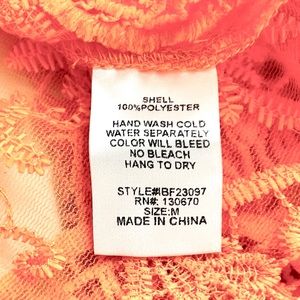 SHELL
100%POLYESTER
HAND WASH COLD
WATER SEPARATELY
COLOR WILL BLEED
NO BLEACH
HANG TO DRY
STYLE#IBF23097
RN#: 130670
SIZE:M
MADE IN CHINA